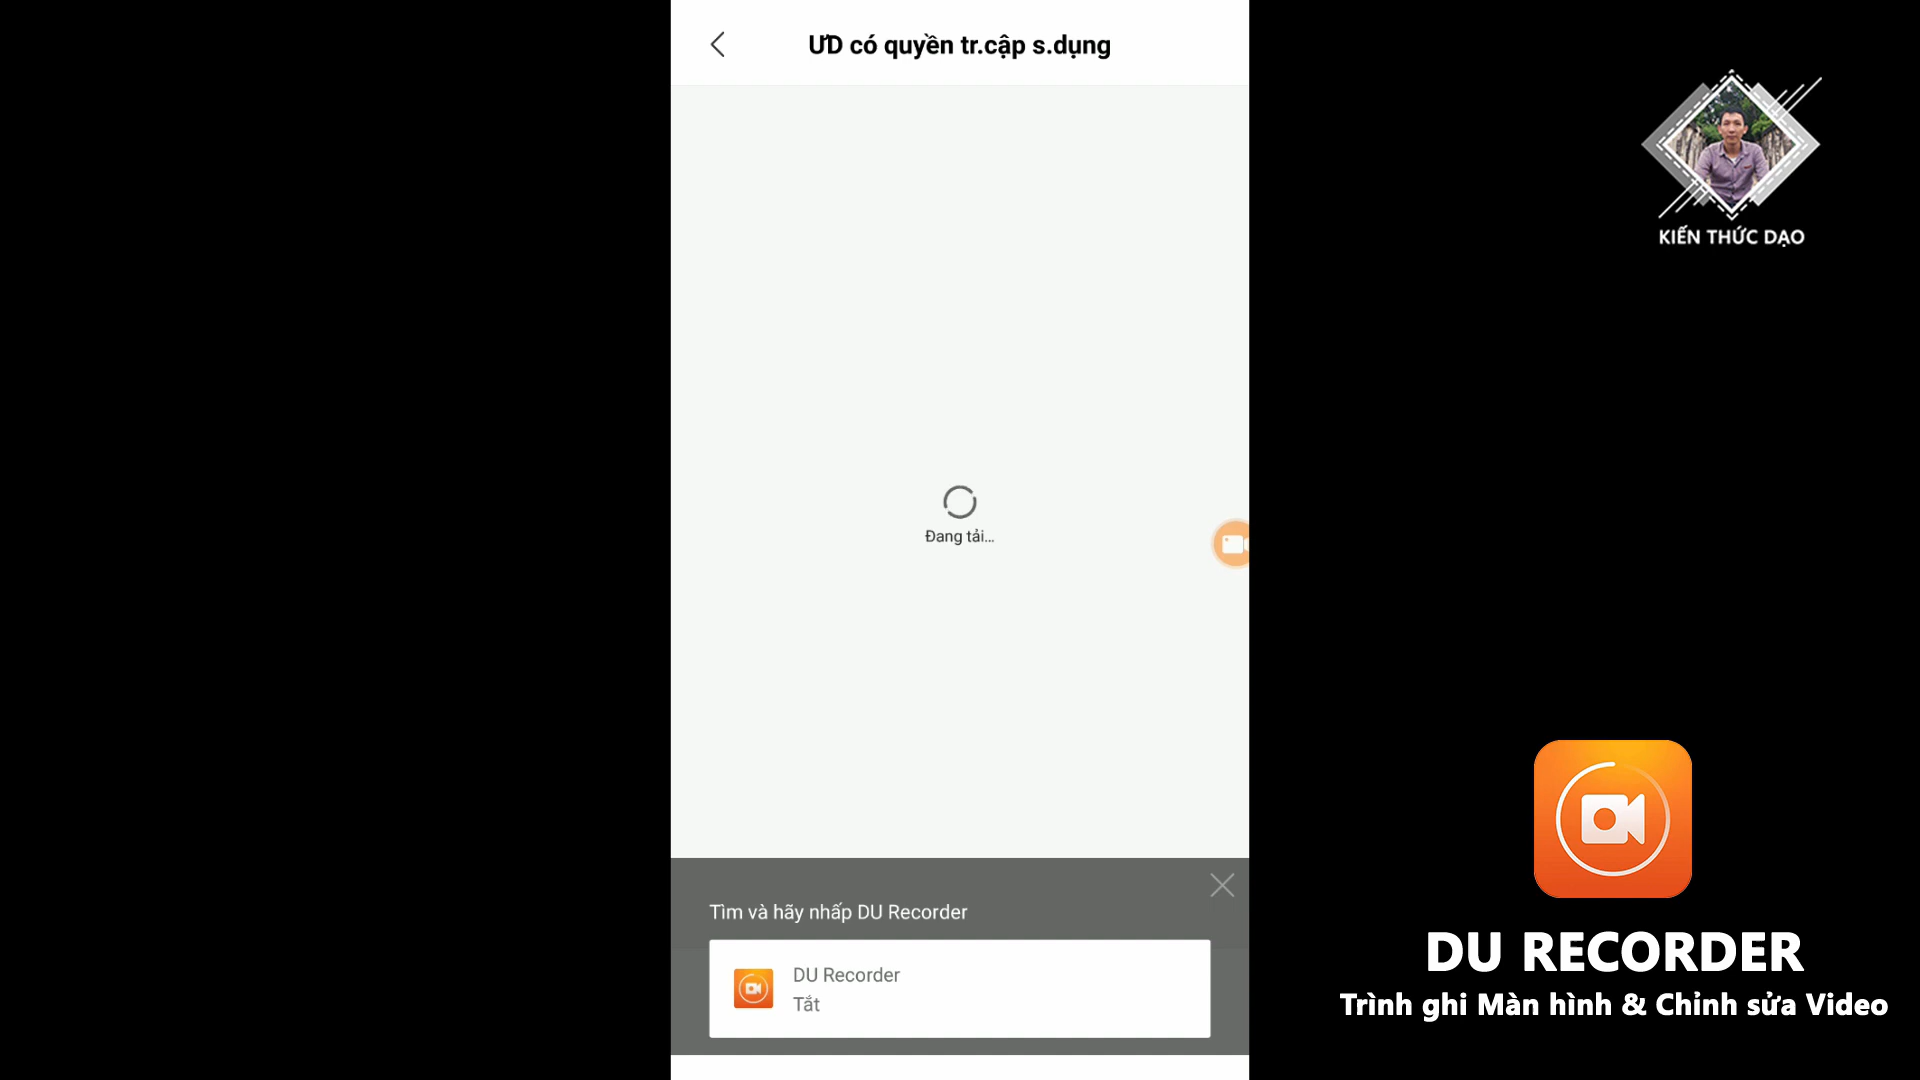 ƯD có quyền tr.cập s.dụng
KIẾN THỨC DẠO
Đang tải...
Tìm và hãy nhấp DU Recorder
DU Recorder
Tắt
DU RECORDER
Trình ghi Màn hình & Chỉnh sửa Video